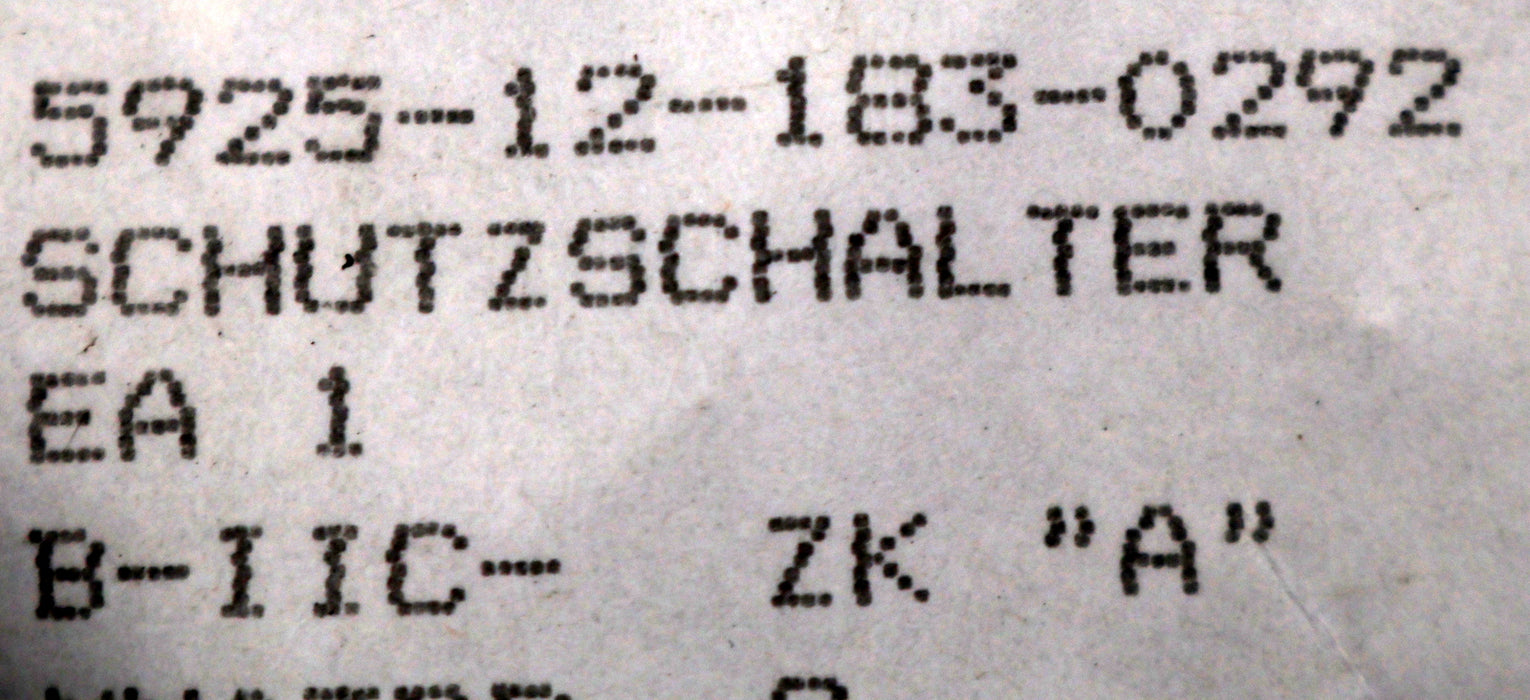 5925-12-183-0292
SCHUTZSCHALTER
EA 1
B-IIC- ZK "A"